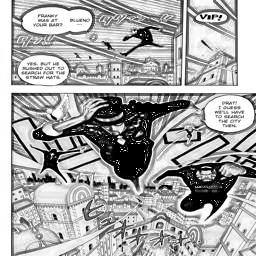 FRANKY
WAS AT
YOUR BAR?
BLUENO
YES. BUT HE
RUSHED OUT TO
SEARCH FOR THE
STRAW HATS.
YIP!
DRAT!
I GUESS
WE'LL HAVE
TO SEARCH
THE CITY
THEN.